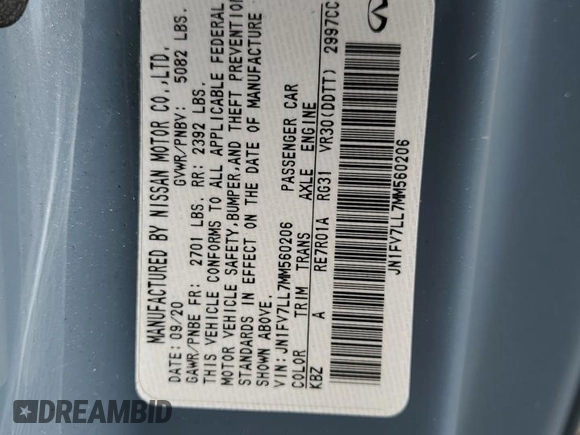 MANUFACTURED BY NISSAN MOTOR CO.,LTD.
DATE: 09/20 GVWR/PNBV: 5082 LBS.
GAWR/PNBE FR: 2701 LBS. RR: 2392 LBS.
THIS VEHICLE CONFORMS TO ALL APPLICABLE FEDERAL
MOTOR VEHICLE SAFETY,BUMPER,AND THEFT PREVENTION
STANDARDS IN EFFECT ON THE DATE OF MANUFACTURE
SHOWN ABOVE.
VIN:JN1FV7LL7MM560206 PASSENGER CAR
COLOR TRIM TRANS AXLE ENGINE
KBZ A RE7R01A RG31 VR30(DDTT) 2997CC
JN1FV7LL7MM560206
DREAMBID